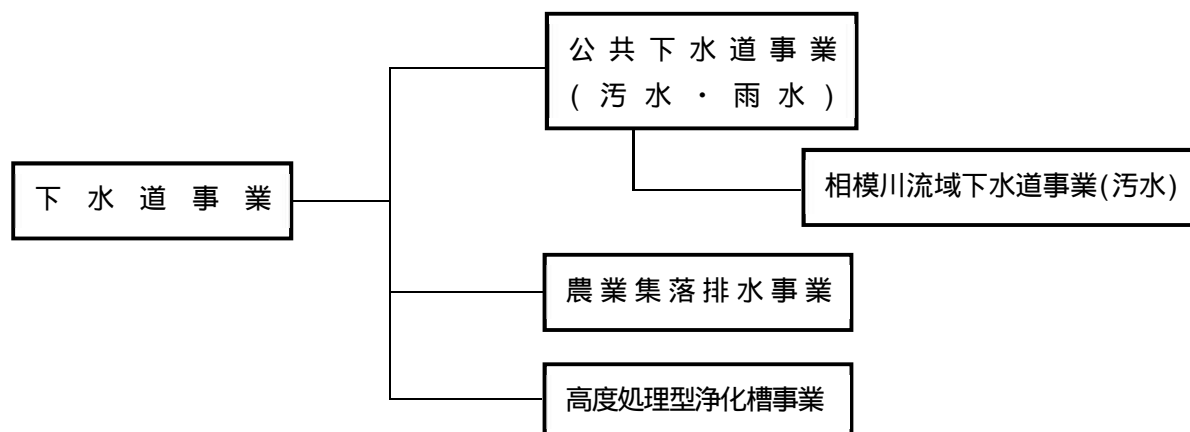 公共下水道事業
(汚水・雨水)
相模川流域下水道事業(汚水)
下水道事業
農業集落排水事業
高度処理型浄化槽事業